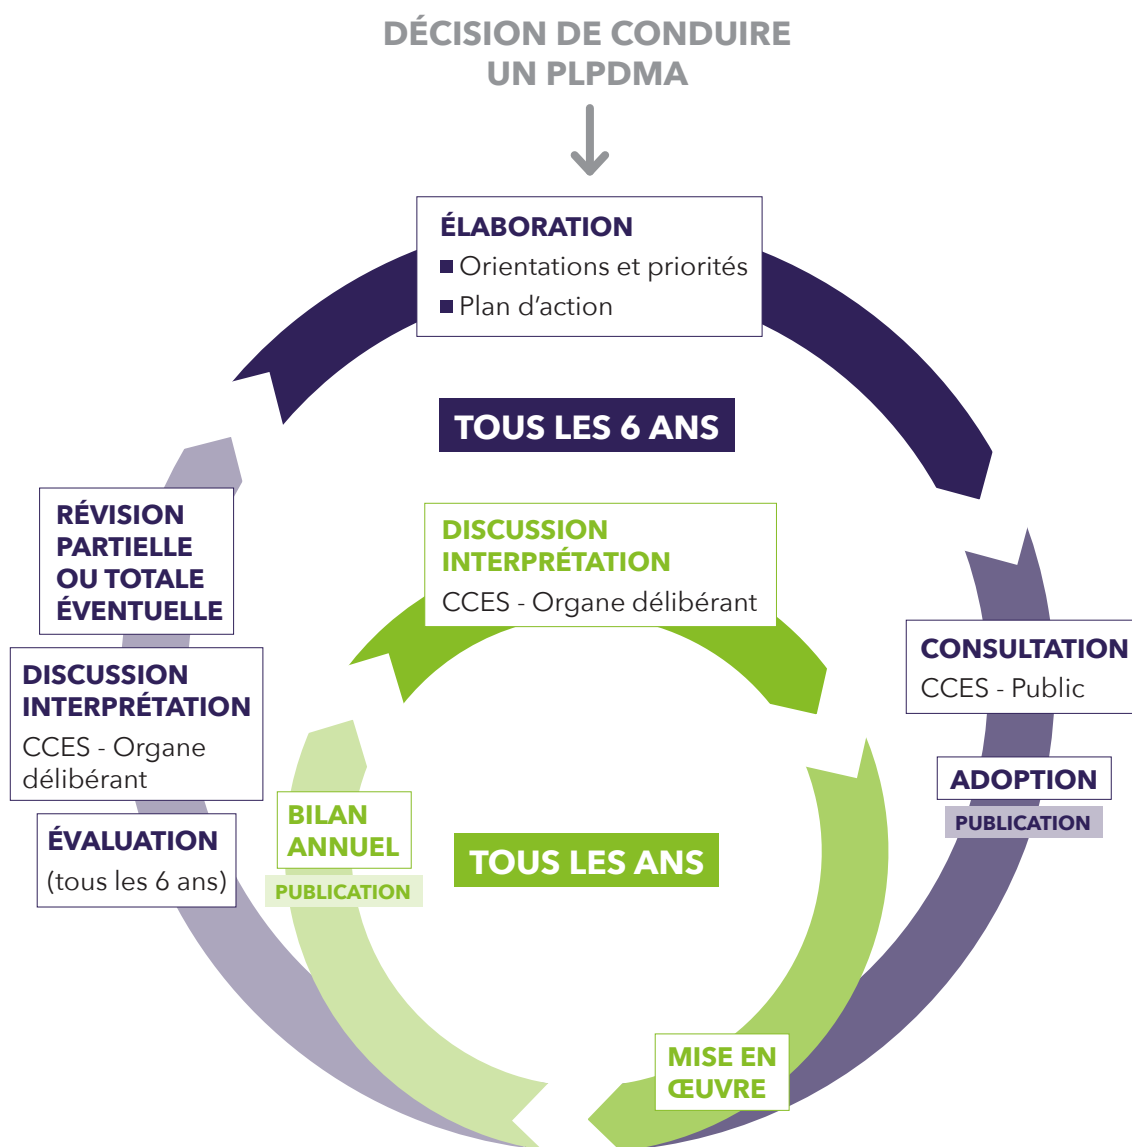 DÉCISION DE CONDUIRE
UN PLPDMA
ÉLABORATION
■ Orientations et priorités
■ Plan d'action
TOUS LES 6 ANS
RÉVISION
PARTIELLE
OU TOTALE
ÉVENTUELLE
DISCUSSION
INTERPRÉTATION
CCES - Organe délibérant
CONSULTATION
CCES - Public
DISCUSSION
INTERPRÉTATION
CCES - Organe
délibérant
ADOPTION
PUBLICATION
ÉVALUATION
(tous les 6 ans)
BILAN
ANNUEL
PUBLICATION
TOUS LES ANS
MISE EN
ŒUVRE